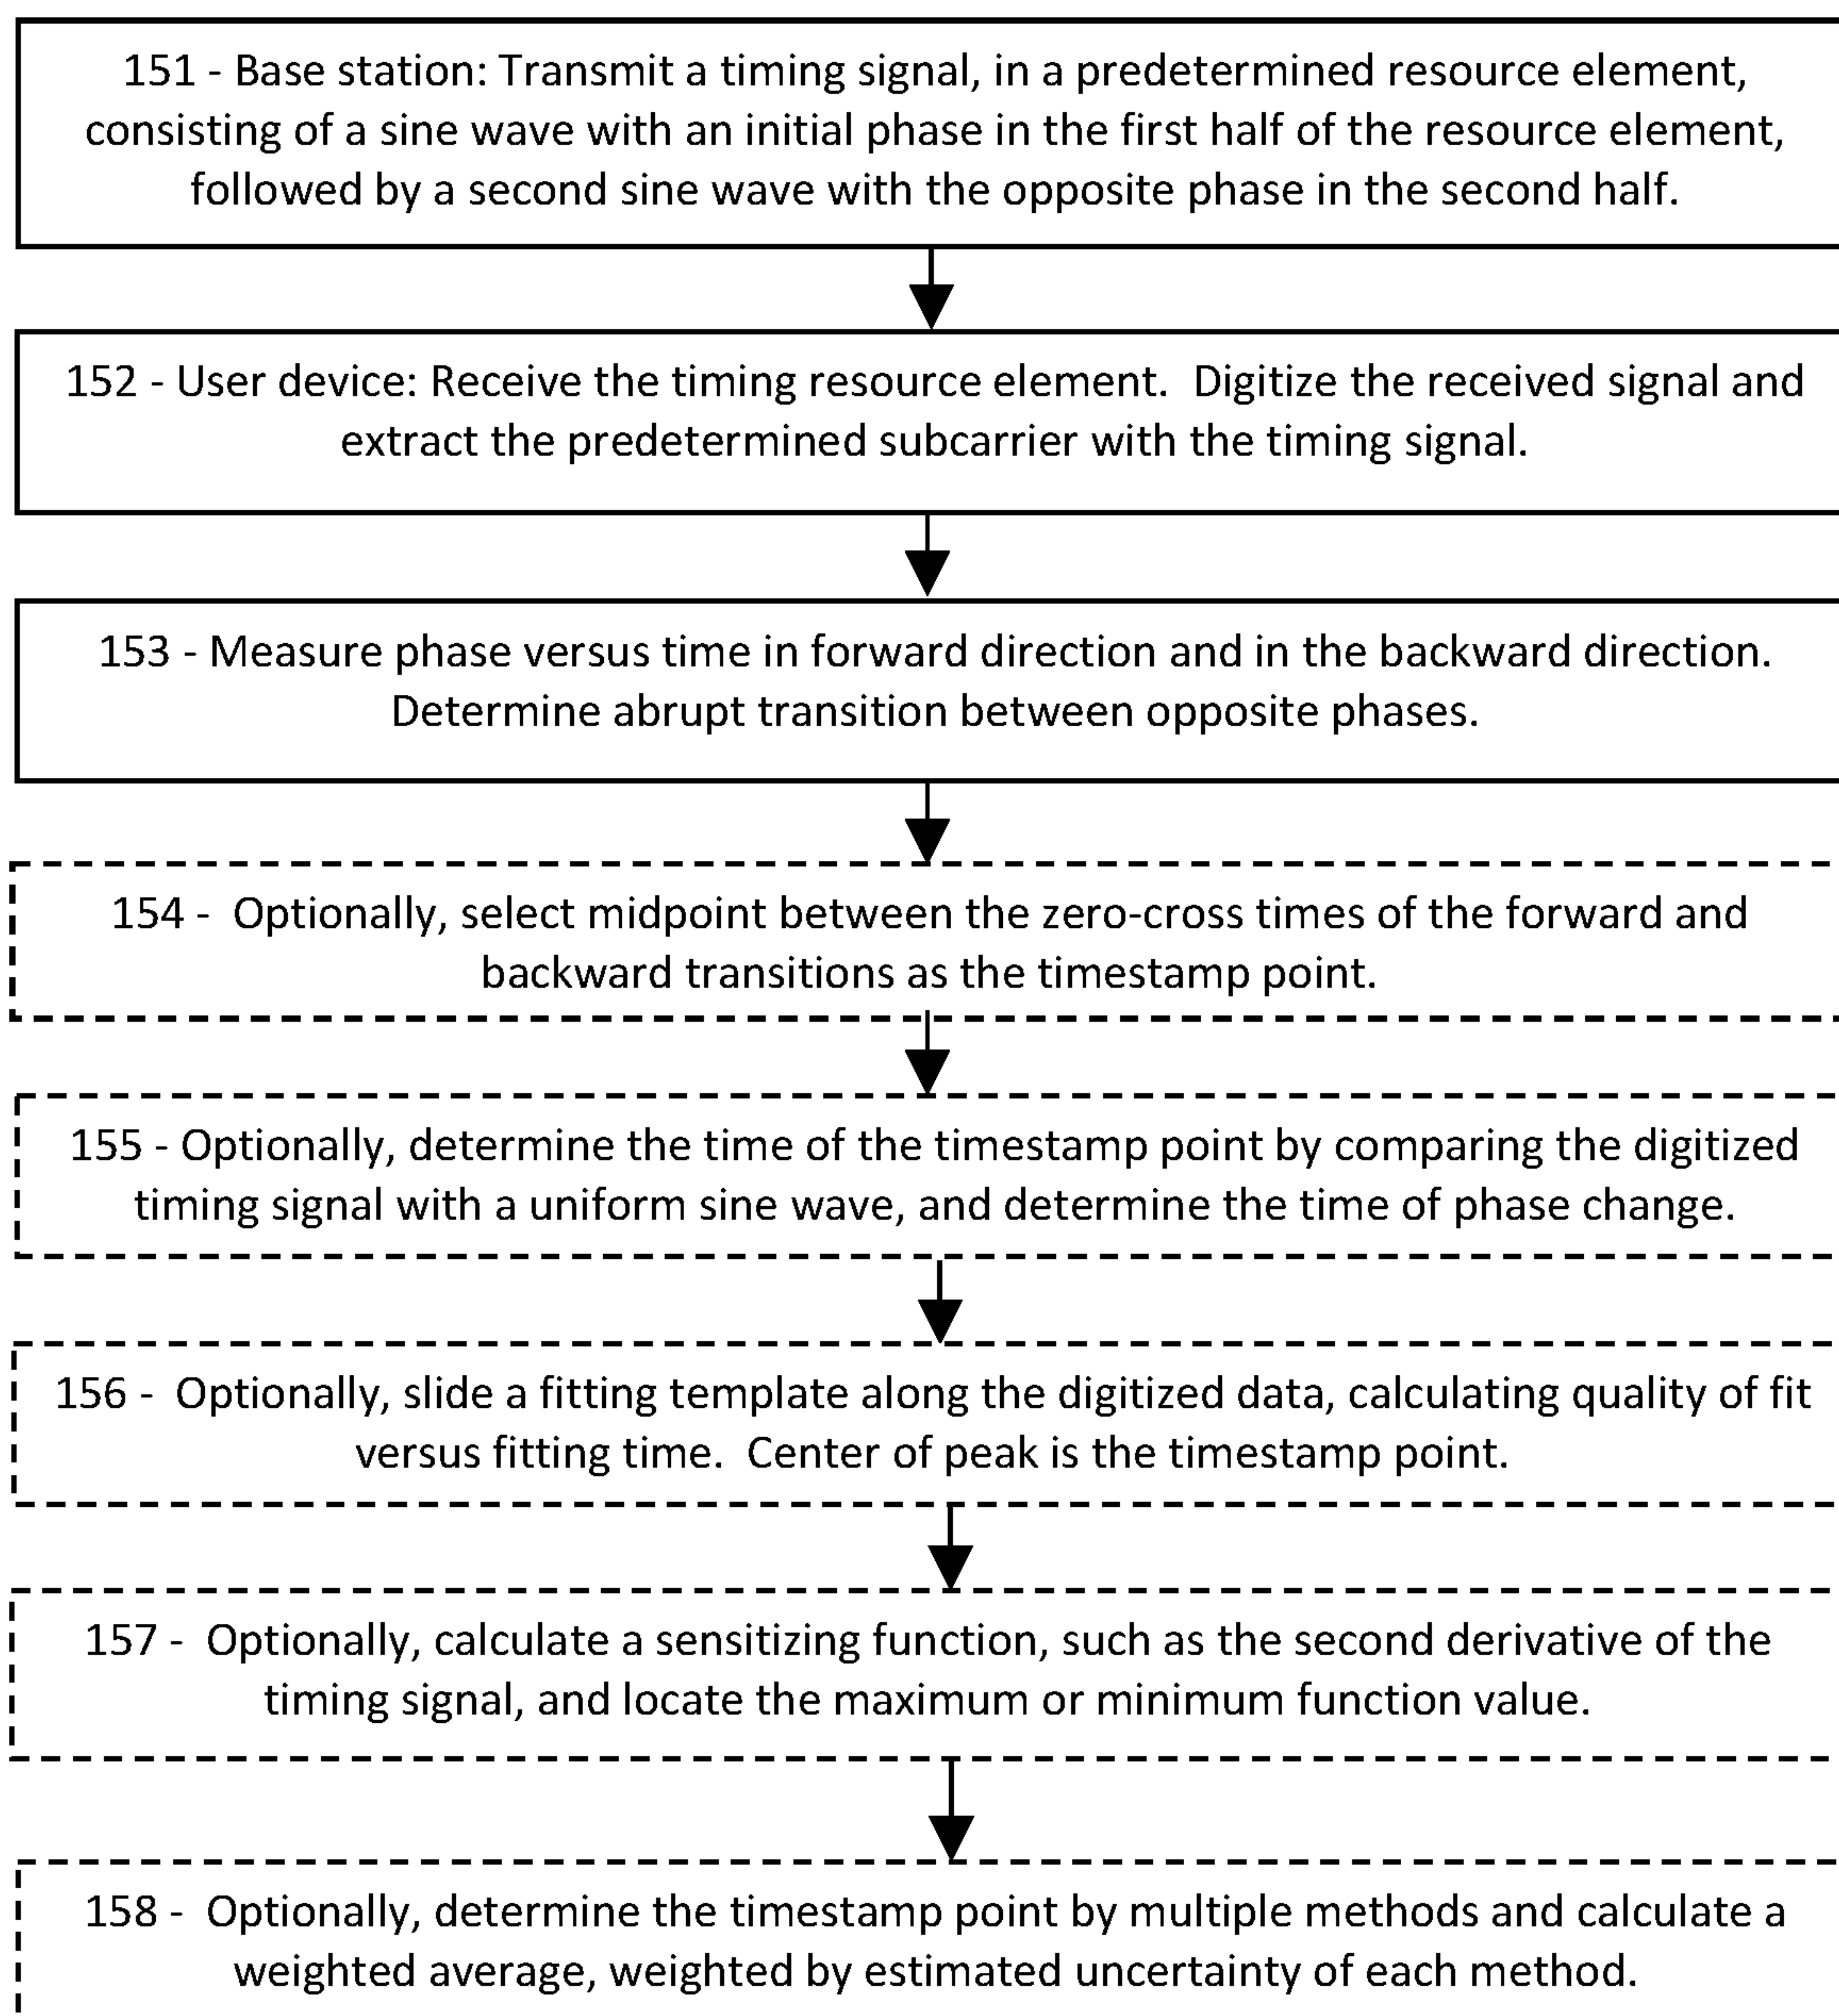 151 - Base station: Transmit a timing signal, in a predetermined resource element,
consisting of a sine wave with an initial phase in the first half of the resource element,
followed by a second sine wave with the opposite phase in the second half.
152 - User device: Receive the timing resource element.  Digitize the received signal and
extract the predetermined subcarrier with the timing signal.
153 - Measure phase versus time in forward direction and in the backward direction.
Determine abrupt transition between opposite phases.
154 -  Optionally, select midpoint between the zero-cross times of the forward and
backward transitions as the timestamp point.
155 - Optionally, determine the time of the timestamp point by comparing the digitized
timing signal with a uniform sine wave, and determine the time of phase change.
156 -  Optionally, slide a fitting template along the digitized data, calculating quality of fit
versus fitting time.  Center of peak is the timestamp point.
157 -  Optionally, calculate a sensitizing function, such as the second derivative of the
timing signal, and locate the maximum or minimum function value.
158 -  Optionally, determine the timestamp point by multiple methods and calculate a
weighted average, weighted by estimated uncertainty of each method.